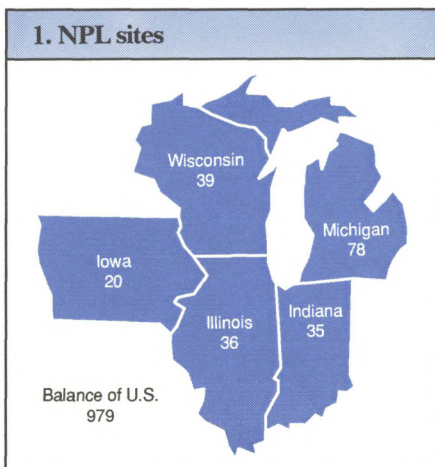 1. NPL sites
Wisconsin
39
Michigan
78
Iowa
20
Illinois
36
Indiana
35
Balance of U.S.
979